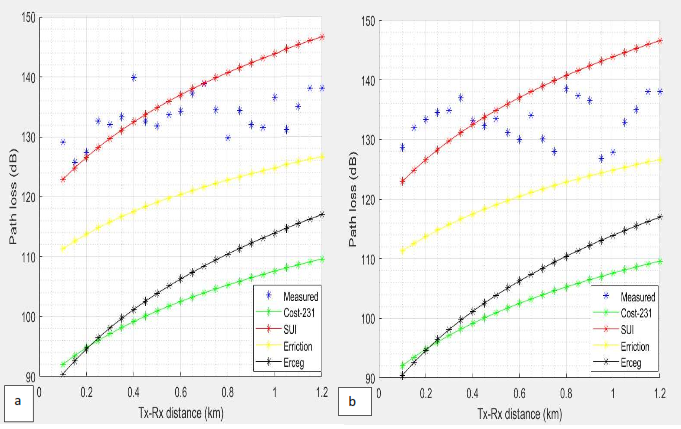 150
140
130
120
110
100
90
Path loss (dB)
0
0.2
0.4
0.6
0.8
1
1.2
Tx-Rx distance (km)
Measured
Cost-231
SUI
Erriction
Erceg
a
150
140
130
120
110
100
90
Path loss (dB)
0
0.2
0.4
0.6
0.8
1
1.2
Tx-Rx distance (km)
Measured
Cost-231
SUI
Erriction
Erceg
b